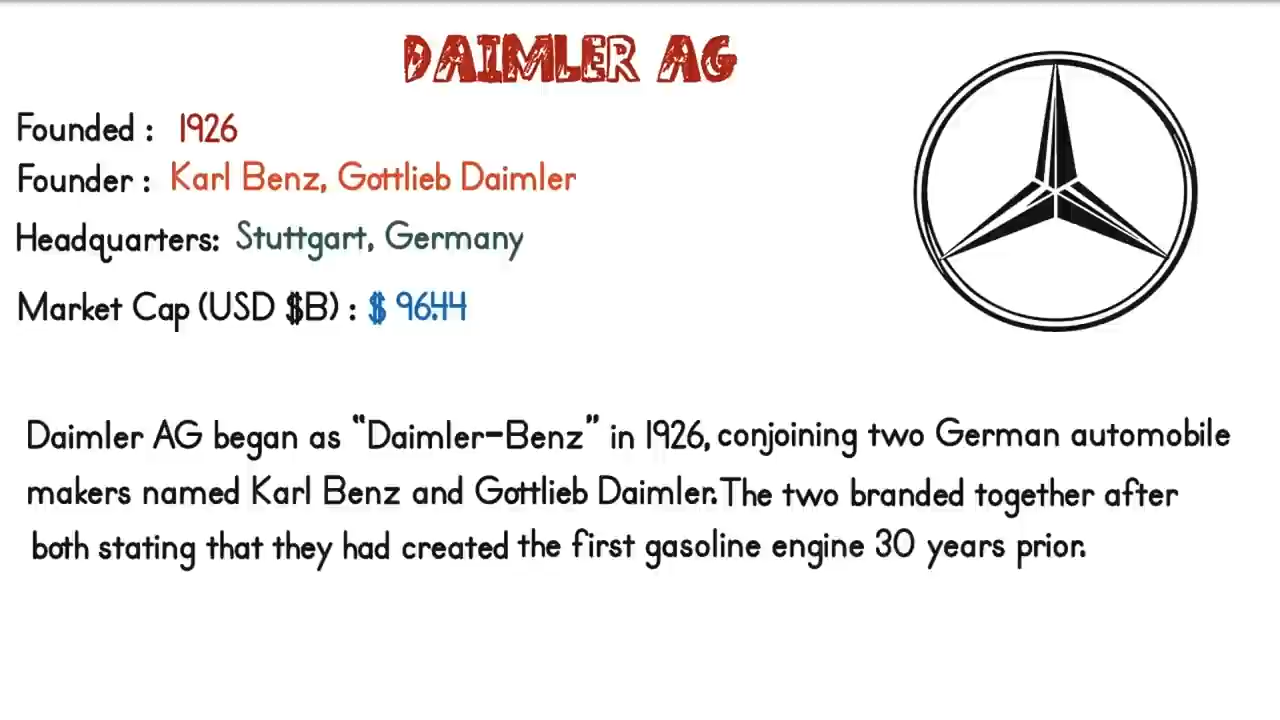 DAIMLER AG
Founded : 1926
Founder : Karl Benz, Gottlieb Daimler
Headquarters: Stuttgart, Germany
Market Cap (USD $B) : $ 96.44
Daimler AG began as "Daimler-Benz" in 1926, conjoining two German automobile
makers named Karl Benz and Gottlieb Daimler. The two branded together after
both stating that they had created the first gasoline engine 30 years prior.